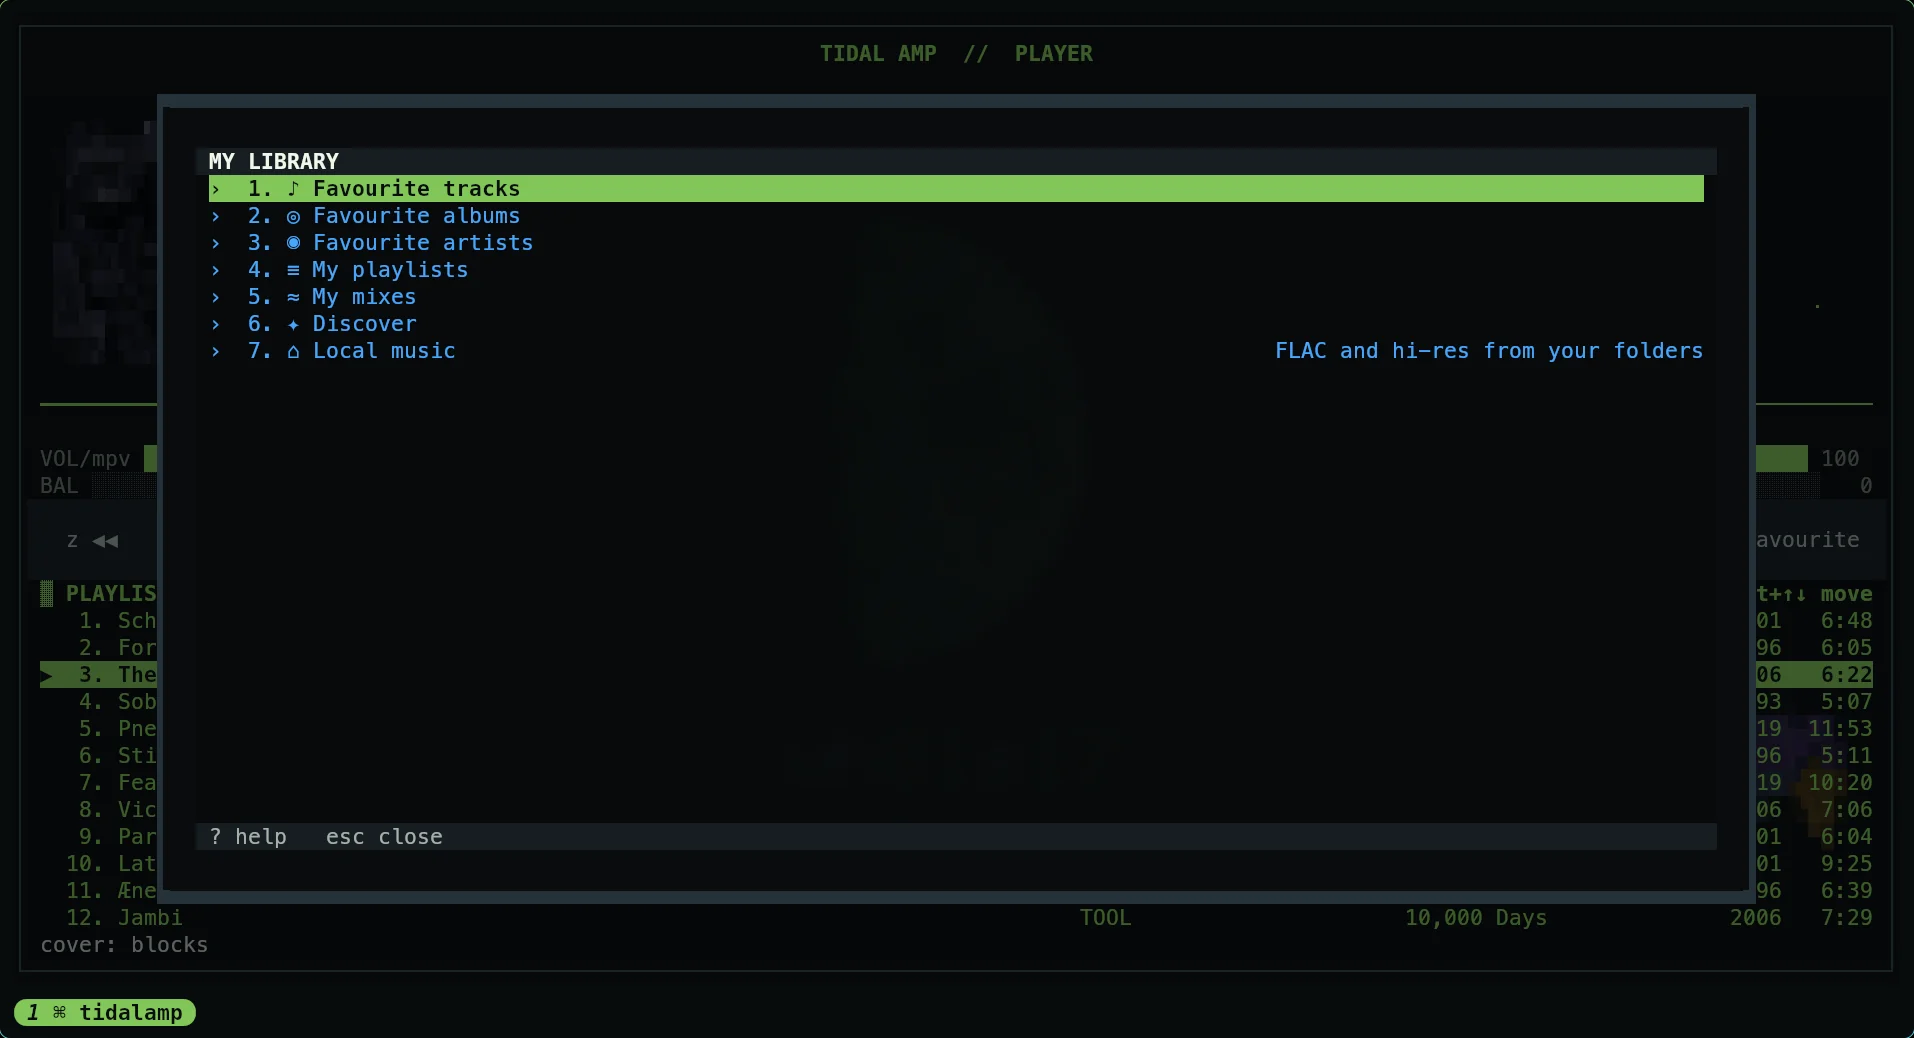 TIDAL AMP // PLAYER
MY LIBRARY
› 1. ♪ Favourite tracks
› 2. ◎ Favourite albums
› 3. ◉ Favourite artists
› 4. ≡ My playlists
› 5. ≈ My mixes
› 6. ✦ Discover
› 7. ⌂ Local music FLAC and hi-res from your folders
? help esc close
VOL/mpv 100
BAL 0
z ◀◀ avourite
PLAYLIS t+↑↓ move
1. Sch 01 6:48
2. For 96 6:05
▶ 3. The 06 6:22
4. Sob 93 5:07
5. Pne 19 11:53
6. Sti 96 5:11
7. Fea 19 10:20
8. Vic 06 7:06
9. Par 01 6:04
10. Lat 01 9:25
11. Æne 96 6:39
12. Jambi TOOL 10,000 Days 2006 7:29
cover: blocks
1 ⌘ tidalamp